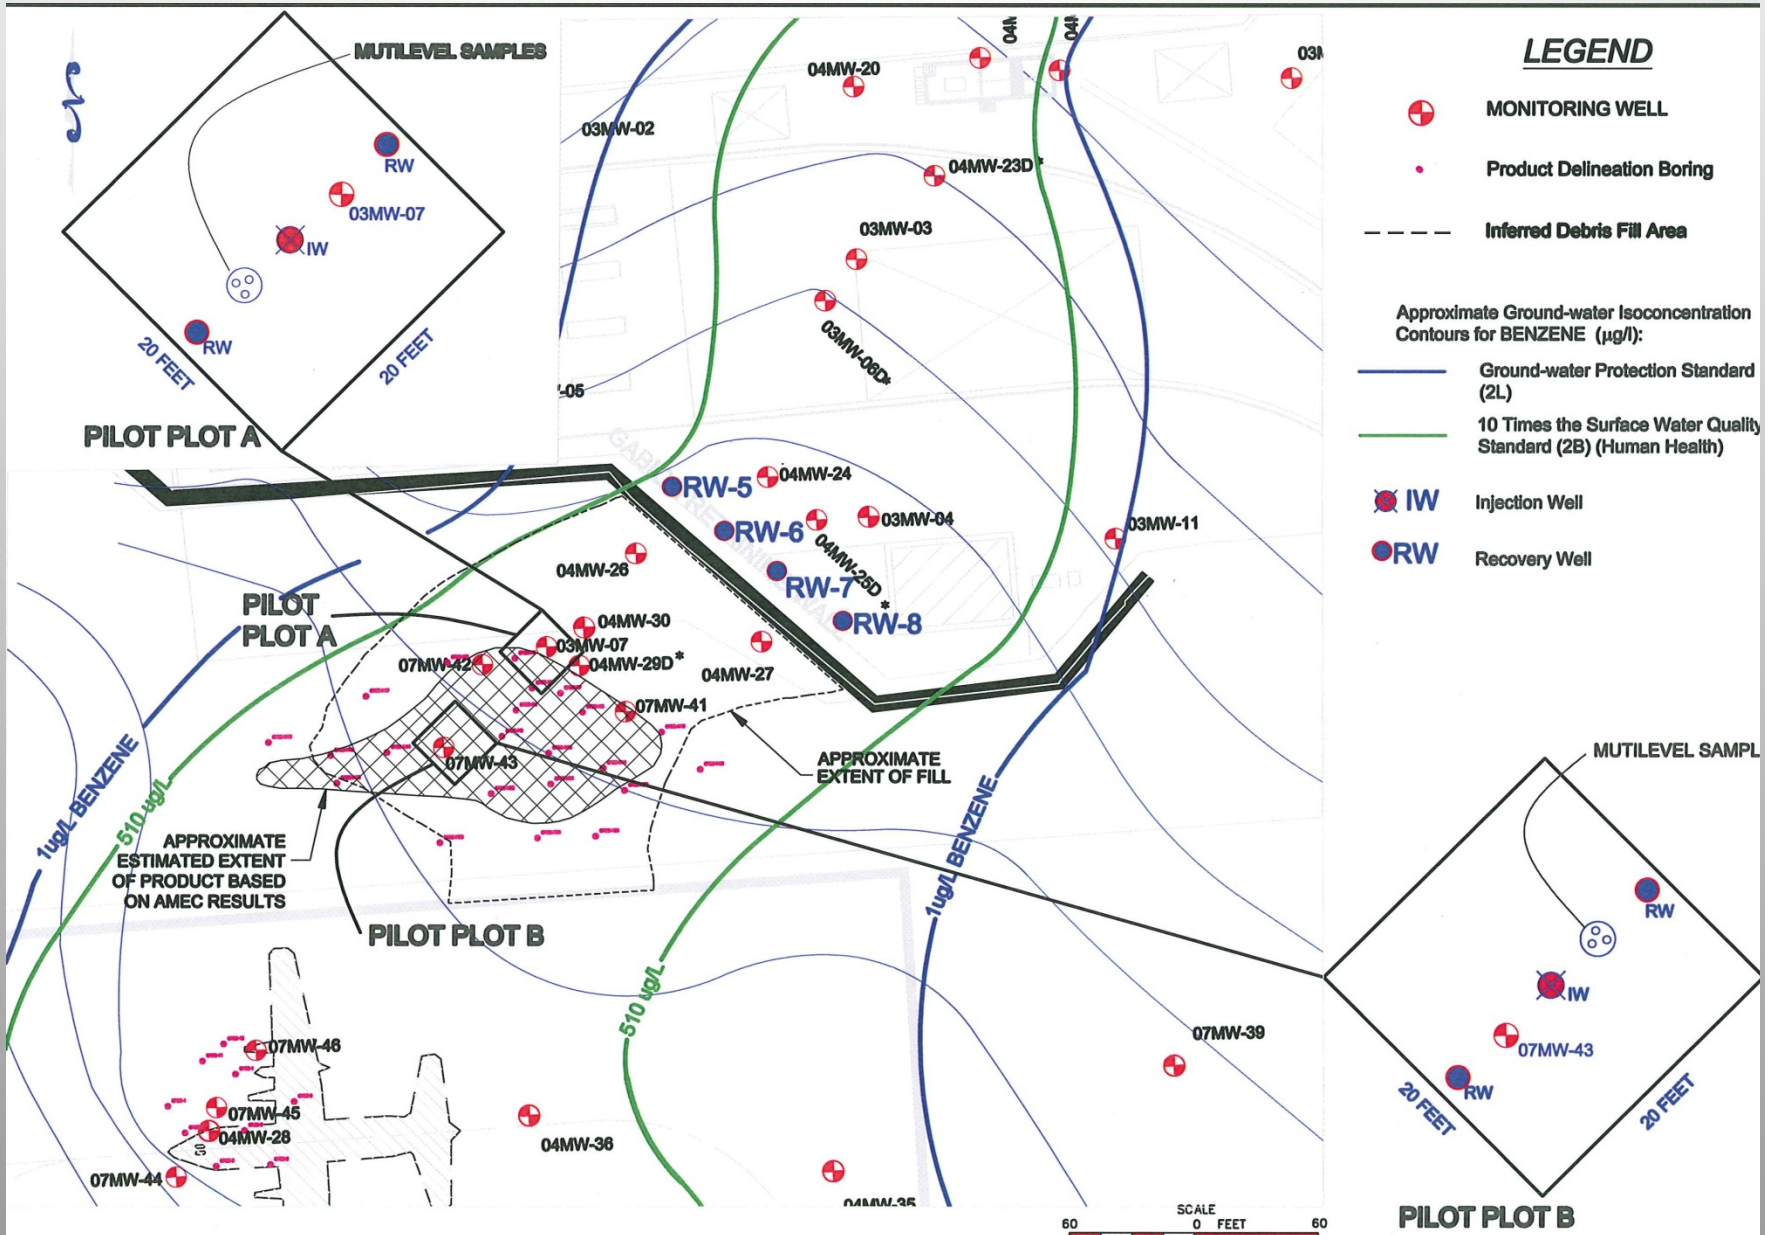 MUTILEVEL SAMPLES
RW
03MW-07
IW
RW
20 FEET
20 FEET
PILOT PLOT A
04MW-20
03MW-02
04MW-23D*
03MW-03
03MW-06D*
-05
04MW-24
RW-5
RW-6
03MW-04
04MW-25D
*
RW-7
RW-8
03MW-11
04MW-26
PILOT
PLOT A
04MW-30
03MW-07
07MW-42
04MW-29D*
04MW-27
07MW-41
07MW-43
APPROXIMATE
EXTENT OF FILL
1ug/L BENZENE
510 ug/L
APPROXIMATE
ESTIMATED EXTENT
OF PRODUCT BASED
ON AMEC RESULTS
PILOT PLOT B
1ug/L BENZENE
510 ug/L
07MW-46
07MW-45
04MW-28
07MW-44
04MW-36
04MW-35
07MW-39
SCALE
60 0 FEET 60
LEGEND
MONITORING WELL
Product Delineation Boring
Inferred Debris Fill Area
Approximate Ground-water Isoconcentration
Contours for BENZENE (µg/l):
Ground-water Protection Standard
(2L)
10 Times the Surface Water Quality
Standard (2B) (Human Health)
IW Injection Well
RW Recovery Well
MUTILEVEL SAMPL
RW
IW
07MW-43
RW
20 FEET
20 FEET
PILOT PLOT B